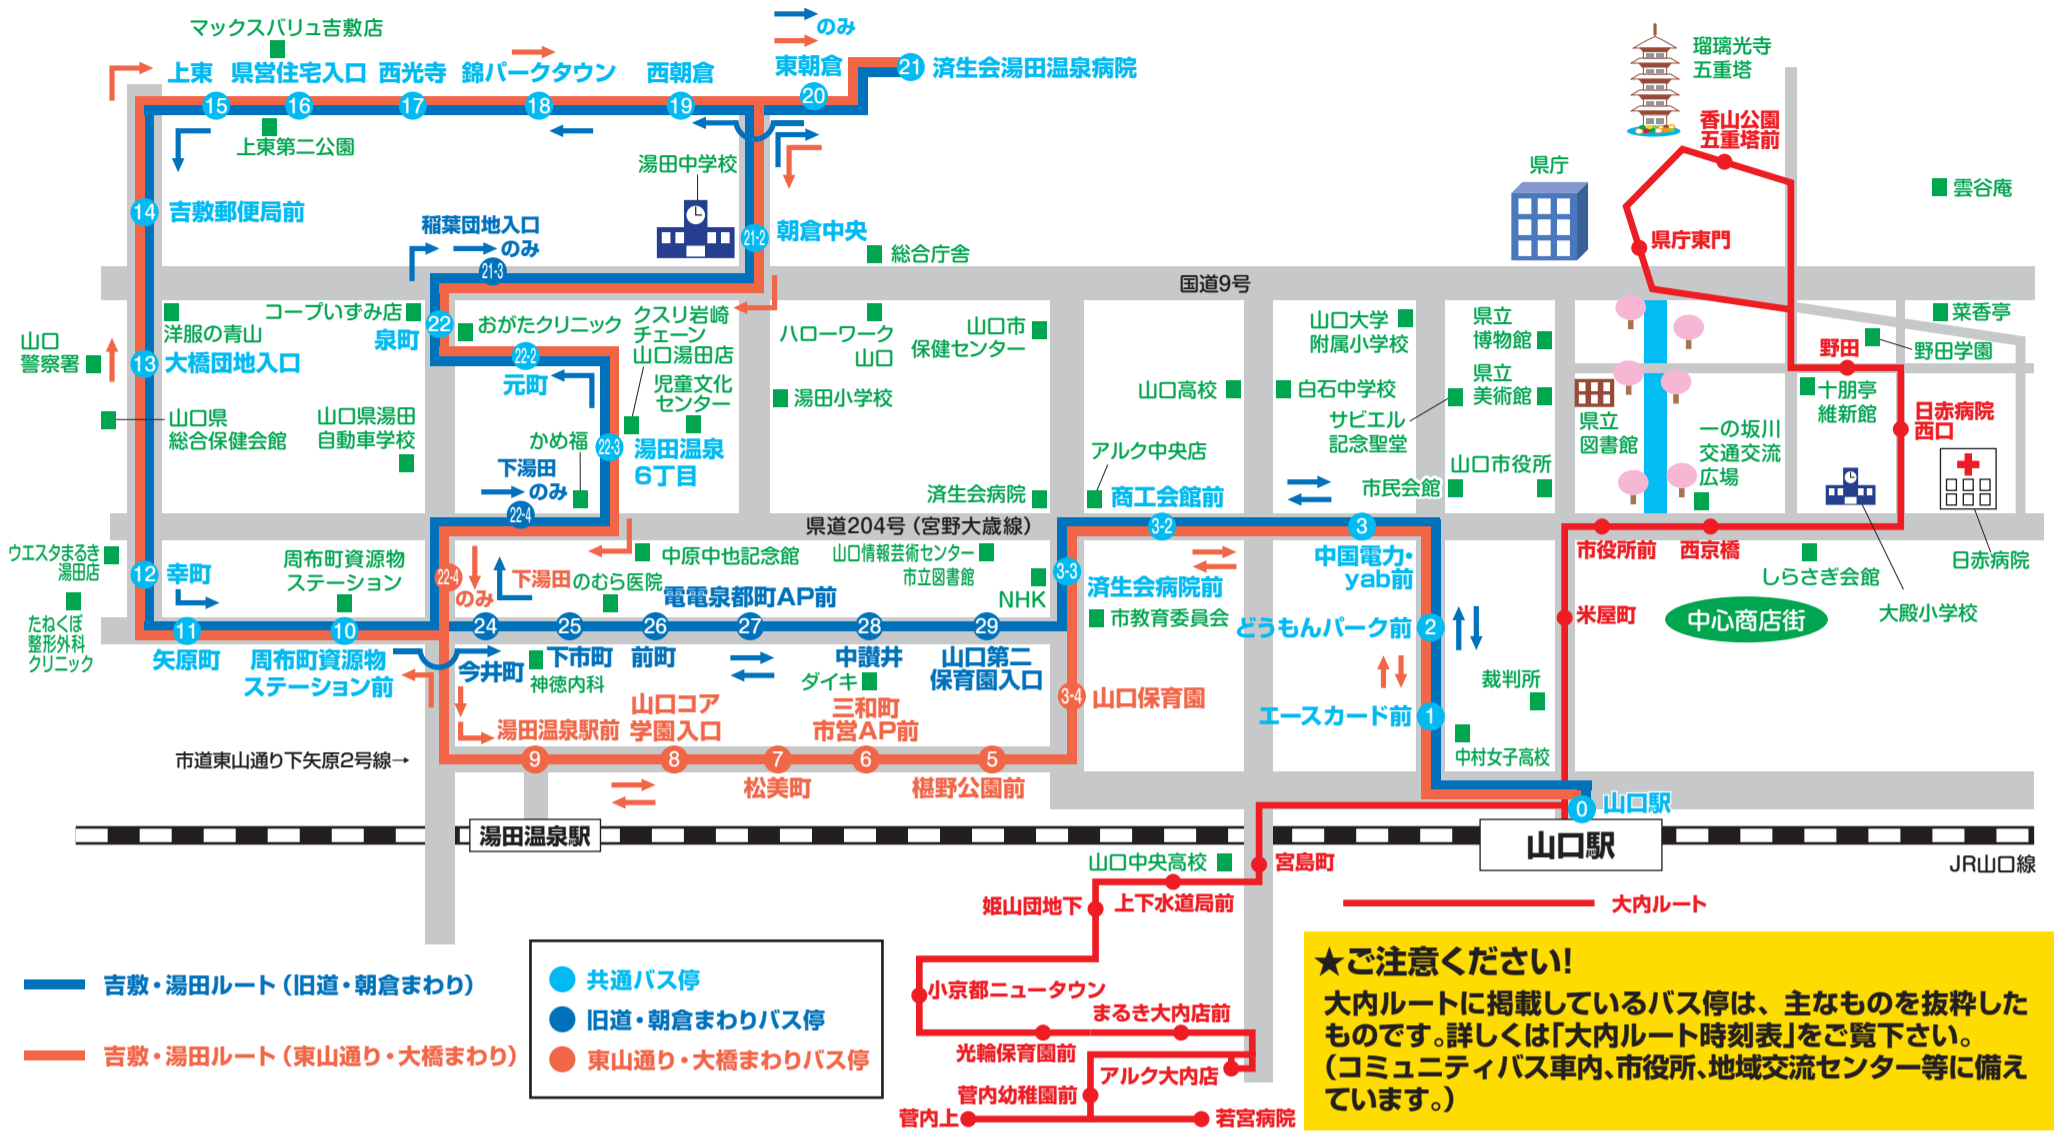 マックスバリュ吉敷店
上東
県営住宅入口
西光寺
錦パークタウン
西朝倉
のみ
東朝倉
21
済生会湯田温泉病院
15
16
17
18
19
20
上東第二公園
瑠璃光寺
五重塔
香山公園
五重塔前
県庁
湯田中学校
雲谷庵
14
吉敷郵便局前
稲葉団地入口
のみ
21-2
朝倉中央
総合庁舎
県庁東門
21-3
国道9号
洋服の青山
コープいずみ店
22
泉町
おがたクリニック
クスリ岩崎
チェーン
山口湯田店
児童文化
センター
ハローワーク
山口
山口市
保健センター
山口大学
附属小学校
県立
博物館
菜香亭
山口
警察署
13
大橋団地入口
22-2
元町
湯田小学校
山口高校
白石中学校
県立
美術館
野田
野田学園
山口県
総合保健会館
山口県湯田
自動車学校
かめ福
22-3
湯田温泉
6丁目
アルク中央店
サビエル
記念聖堂
県立
図書館
一の坂川
交通交流
広場
十朋亭
維新館
日赤病院
西口
下湯田
のみ
22-4
済生会病院
商工会館前
市民会館
山口市役所
県道204号(宮野大歳線)
3-2
3
市役所前
西京橋
ウエスタまるき
湯田店
12
幸町
周布町資源物
ステーション
22-4
のみ
下湯田
のむら医院
中原中也記念館
山口情報芸術センター
市立図書館
NHK
3-3
済生会病院前
中国電力・
yab前
しらさぎ会館
大殿小学校
日赤病院
たねくぼ
整形外科
クリニック
電電泉都町AP前
市教育委員会
どうもんパーク前
2
米屋町
中心商店街
11
10
24
25
26
27
28
29
矢原町
周布町資源物
ステーション前
今井町
下市町
前町
中讃井
山口第二
保育園入口
神徳内科
ダイキ
3-4
山口保育園
裁判所
エースカード前
1
中村女子高校
湯田温泉駅前
山口コア
学園入口
三和町
市営AP前
市道東山通り下矢原2号線→
9
8
7
6
5
松美町
椹野公園前
0
山口駅
湯田温泉駅
山口駅
JR山口線
山口中央高校
宮島町
姫山団地下
上下水道局前
大内ルート
小京都ニュータウン
まるき大内店前
光輪保育園前
アルク大内店
菅内幼稚園前
菅内上
若宮病院
吉敷・湯田ルート(旧道・朝倉まわり)
吉敷・湯田ルート(東山通り・大橋まわり)
共通バス停
旧道・朝倉まわりバス停
東山通り・大橋まわりバス停
★ご注意ください!
大内ルートに掲載しているバス停は、主なものを抜粋した
ものです。詳しくは「大内ルート時刻表」をご覧下さい。
(コミュニティバス車内、市役所、地域交流センター等に備え
ています。)